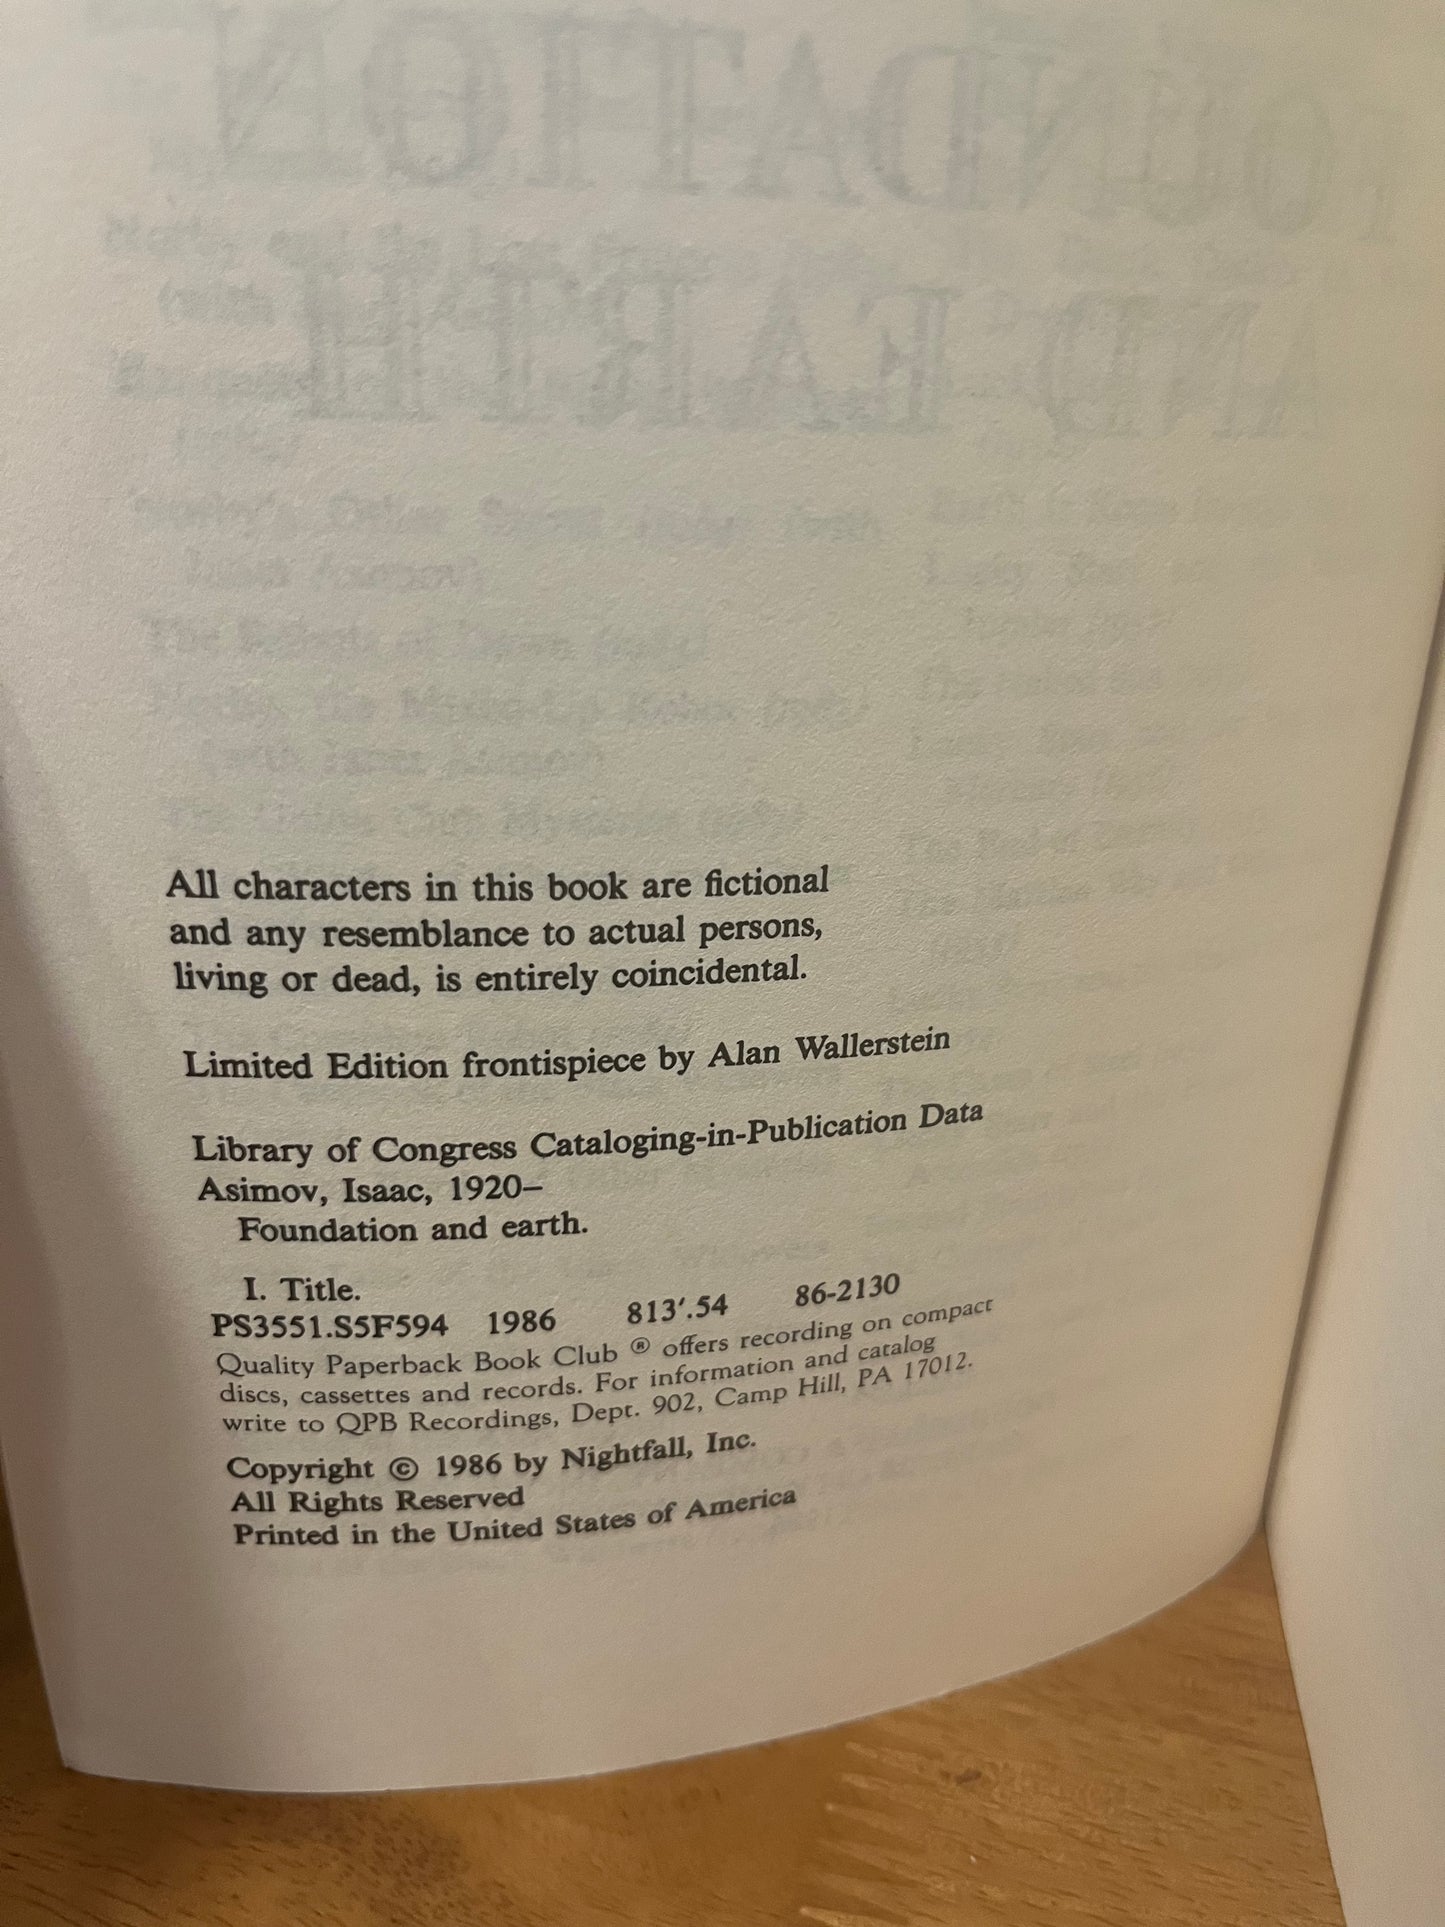 FOUNDATION
AND EARTH
All characters in this book are fictional
and any resemblance to actual persons,
living or dead, is entirely coincidental.
Limited Edition frontispiece by Alan Wallerstein
Library of Congress Cataloging-in-Publication Data
Asimov, Isaac, 1920–
Foundation and earth.
I. Title.
PS3551.S5F594 1986 813′.54 86-2130
Quality Paperback Book Club ® offers recording on compact
discs, cassettes and records. For information and catalog
write to QPB Recordings, Dept. 902, Camp Hill, PA 17012.
Copyright © 1986 by Nightfall, Inc.
All Rights Reserved
Printed in the United States of America